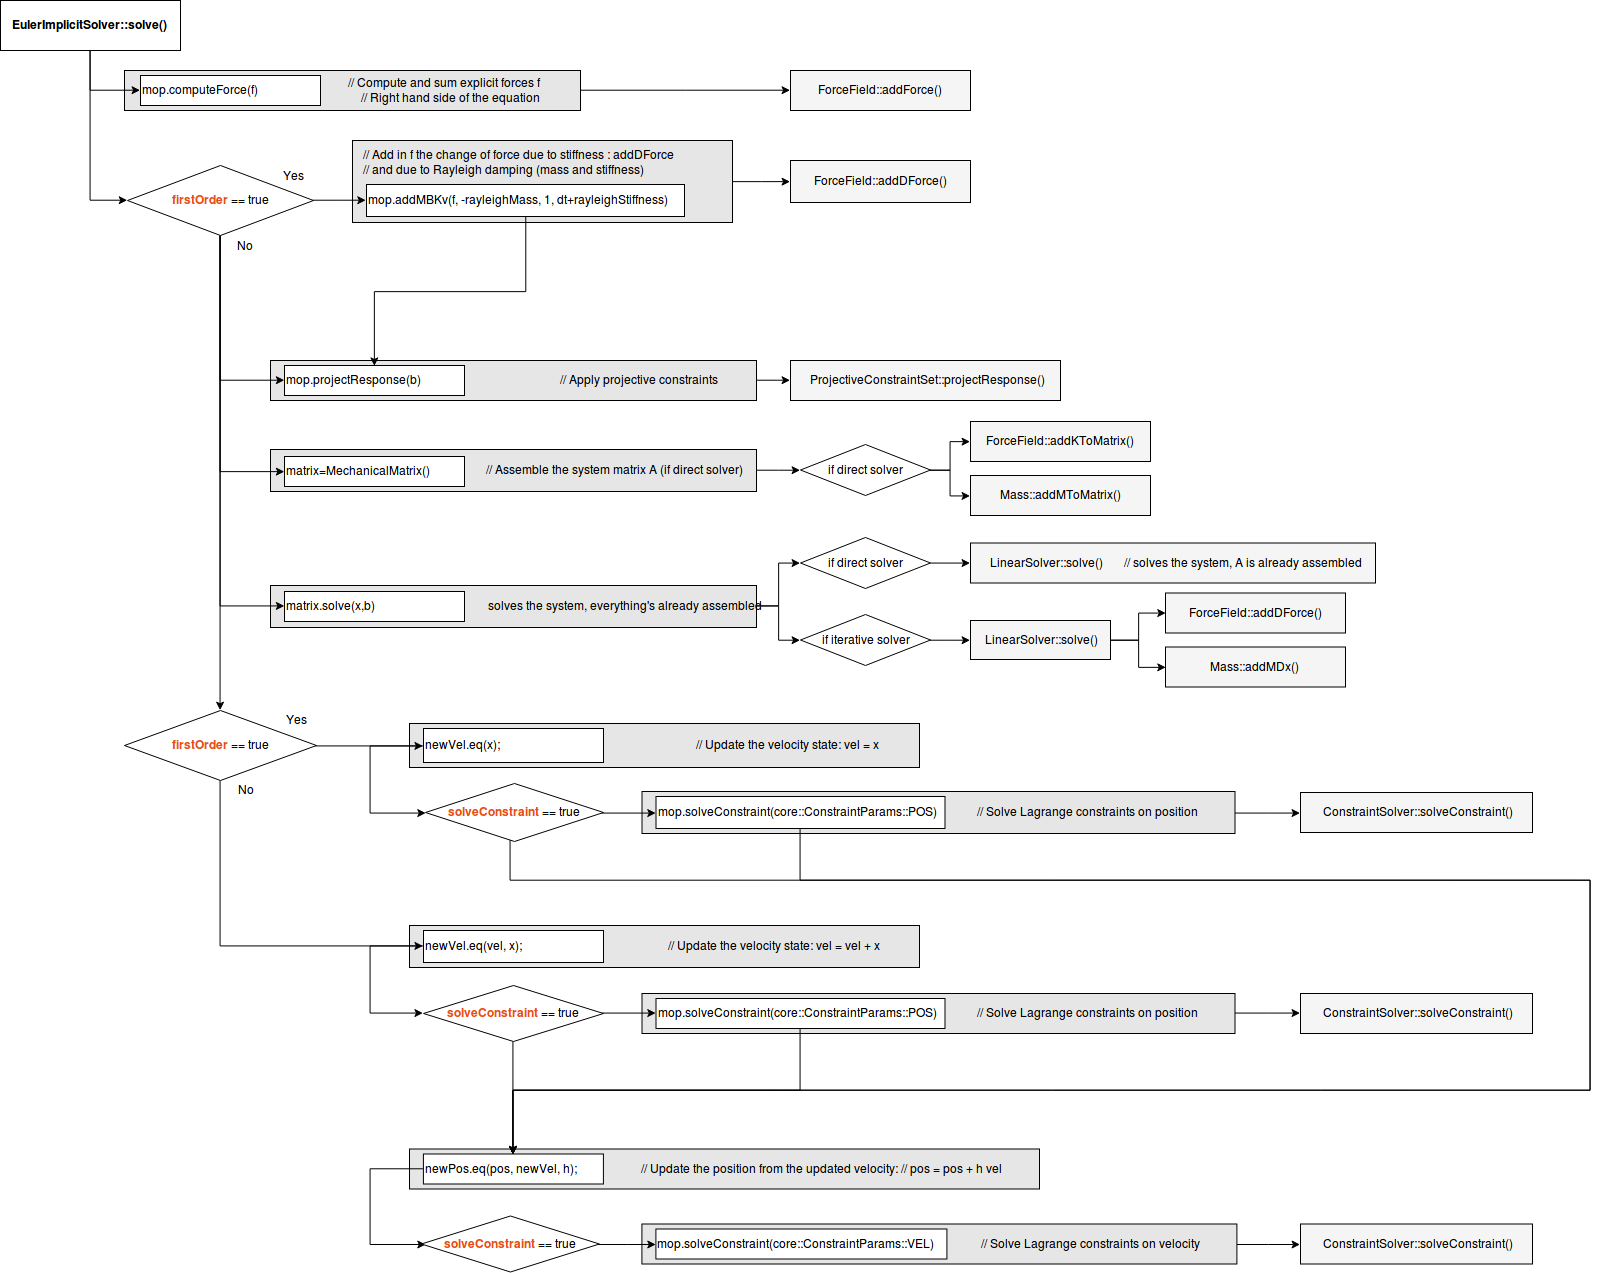 EulerImplicitSolver::solve()
mop.computeForce(f)
// Compute and sum explicit forces f
// Right hand side of the equation
ForceField::addForce()
// Add in f the change of force due to stiffness : addDForce
// and due to Rayleigh damping (mass and stiffness)
mop.addMBKv(f, -rayleighMass, 1, dt+rayleighStiffness)
ForceField::addDForce()
Yes
firstOrder == true
No
mop.projectResponse(b)
// Apply projective constraints
ProjectiveConstraintSet::projectResponse()
matrix=MechanicalMatrix()
// Assemble the system matrix A (if direct solver)
if direct solver
ForceField::addKToMatrix()
Mass::addMToMatrix()
matrix.solve(x,b)
solves the system, everything's already assembled
if direct solver
LinearSolver::solve() // solves the system, A is already assembled
if iterative solver
LinearSolver::solve()
ForceField::addDForce()
Mass::addMDx()
Yes
firstOrder == true
No
newVel.eq(x);
// Update the velocity state: vel = x
solveConstraint == true
mop.solveConstraint(core::ConstraintParams::POS)
// Solve Lagrange constraints on position
ConstraintSolver::solveConstraint()
newVel.eq(vel, x);
// Update the velocity state: vel = vel + x
solveConstraint == true
mop.solveConstraint(core::ConstraintParams::POS)
// Solve Lagrange constraints on position
ConstraintSolver::solveConstraint()
newPos.eq(pos, newVel, h);
// Update the position from the updated velocity: // pos = pos + h vel
solveConstraint == true
mop.solveConstraint(core::ConstraintParams::VEL)
// Solve Lagrange constraints on velocity
ConstraintSolver::solveConstraint()